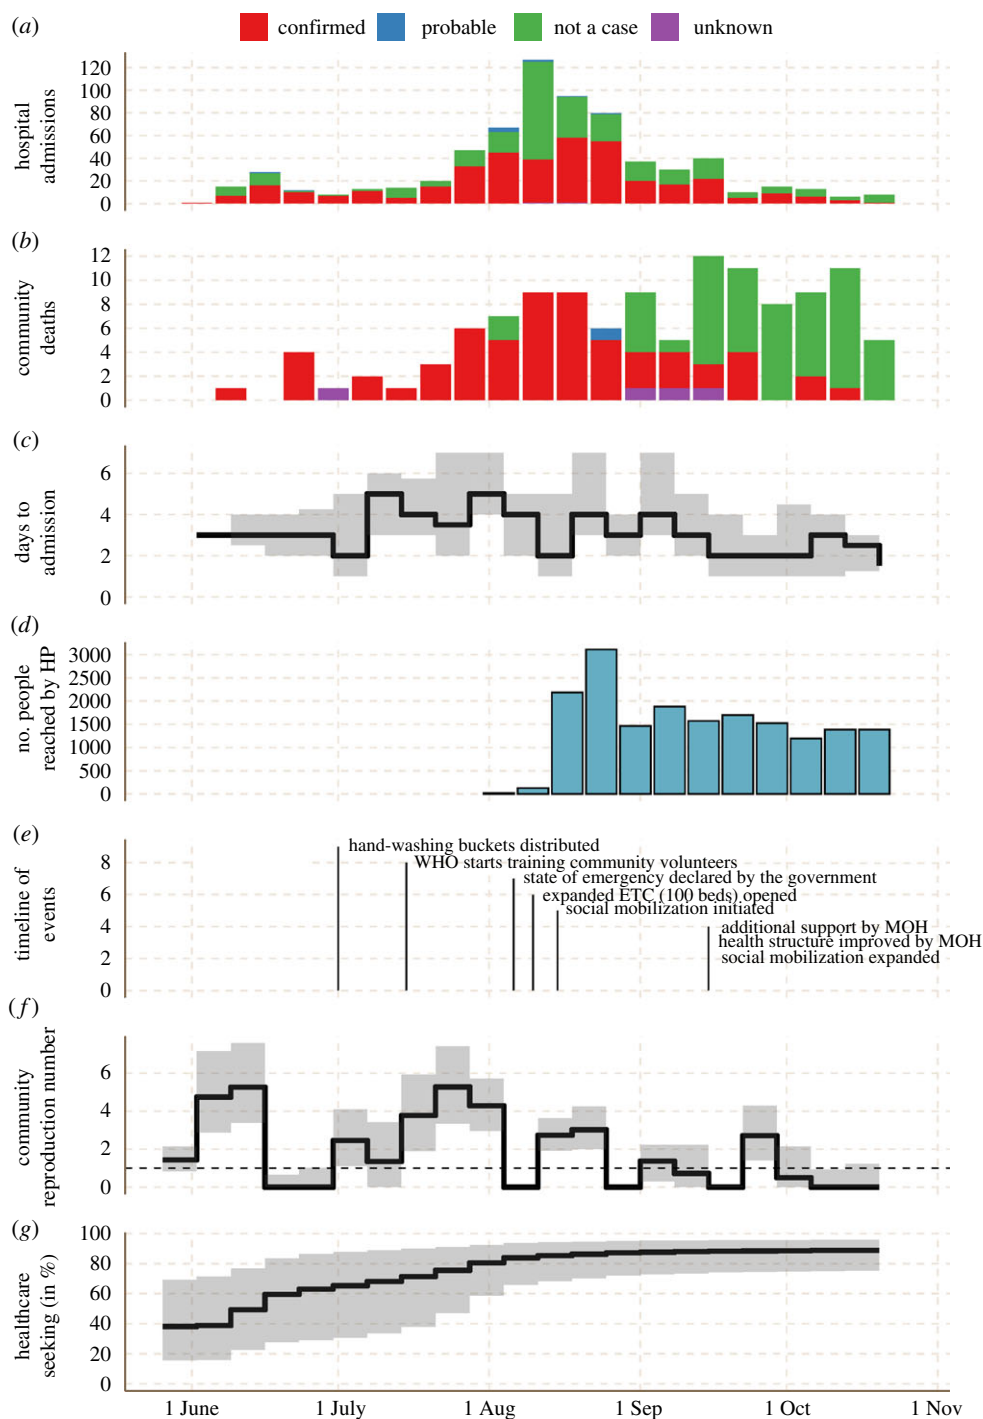 (a)
confirmed probable not a case unknown
hospital
admissions
120
100
80
60
40
20
0
(b)
community
deaths
12
10
8
6
4
2
0
(c)
days to
admission
6
4
2
0
(d)
no. people
reached by HP
3000
2500
2000
1500
1000
500
0
(e)
timeline of
events
8
6
4
2
0
hand-washing buckets distributed
WHO starts training community volunteers
state of emergency declared by the government
expanded ETC (100 beds) opened
social mobilization initiated
additional support by MOH
health structure improved by MOH
social mobilization expanded
(f)
community
reproduction number
6
4
2
0
(g)
healthcare
seeking (in %)
100
80
60
40
20
0
1 June 1 July 1 Aug 1 Sep 1 Oct 1 Nov